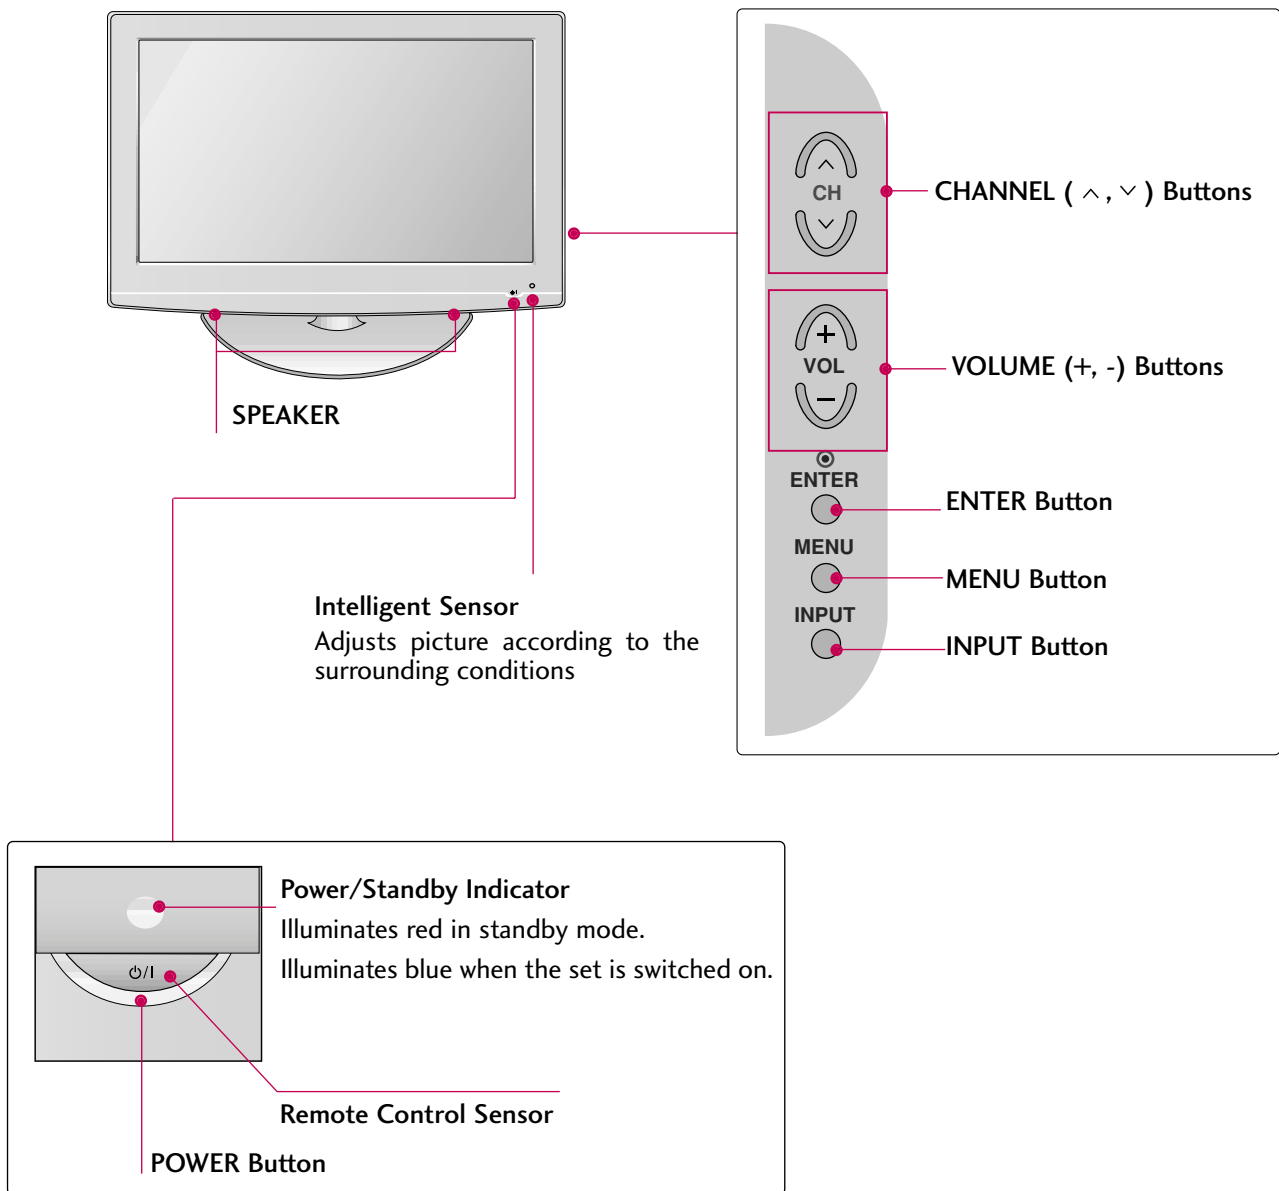 CH
CHANNEL ( ^ , ˅ ) Buttons
+
VOL
−
VOLUME (+, -) Buttons
SPEAKER
ENTER
ENTER Button
MENU
MENU Button
INPUT
INPUT Button
Intelligent Sensor
Adjusts picture according to the
surrounding conditions
Power/Standby Indicator
Illuminates red in standby mode.
Illuminates blue when the set is switched on.
⏻/I
Remote Control Sensor
POWER Button